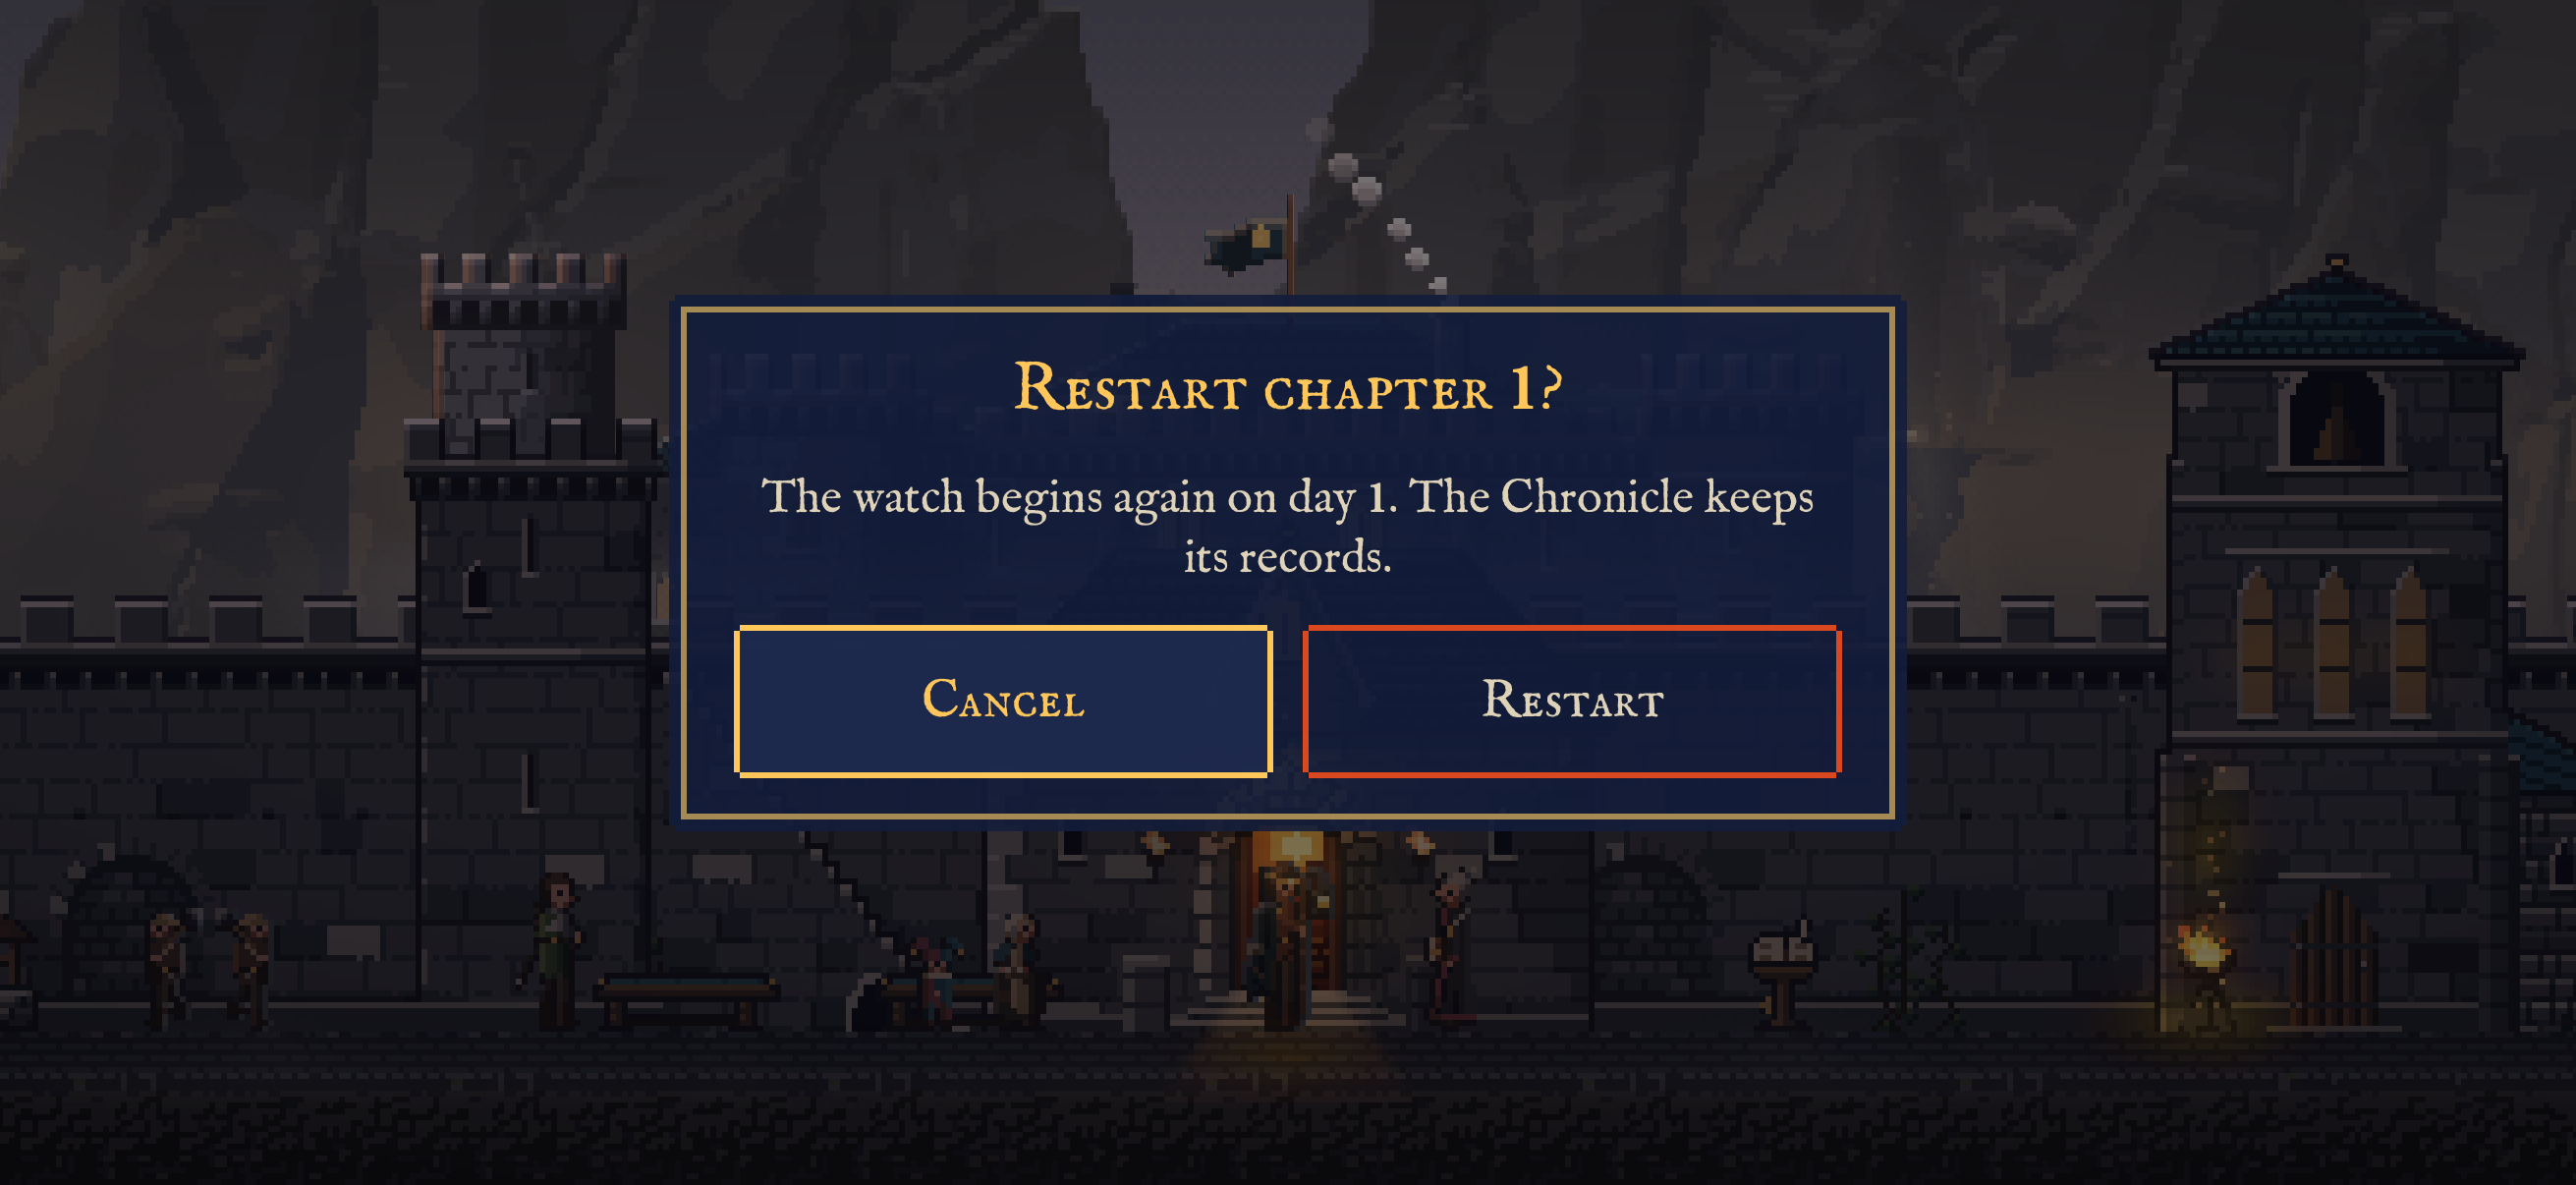 Restart chapter 1?
The watch begins again on day 1. The Chronicle keeps
its records.
Cancel
Restart